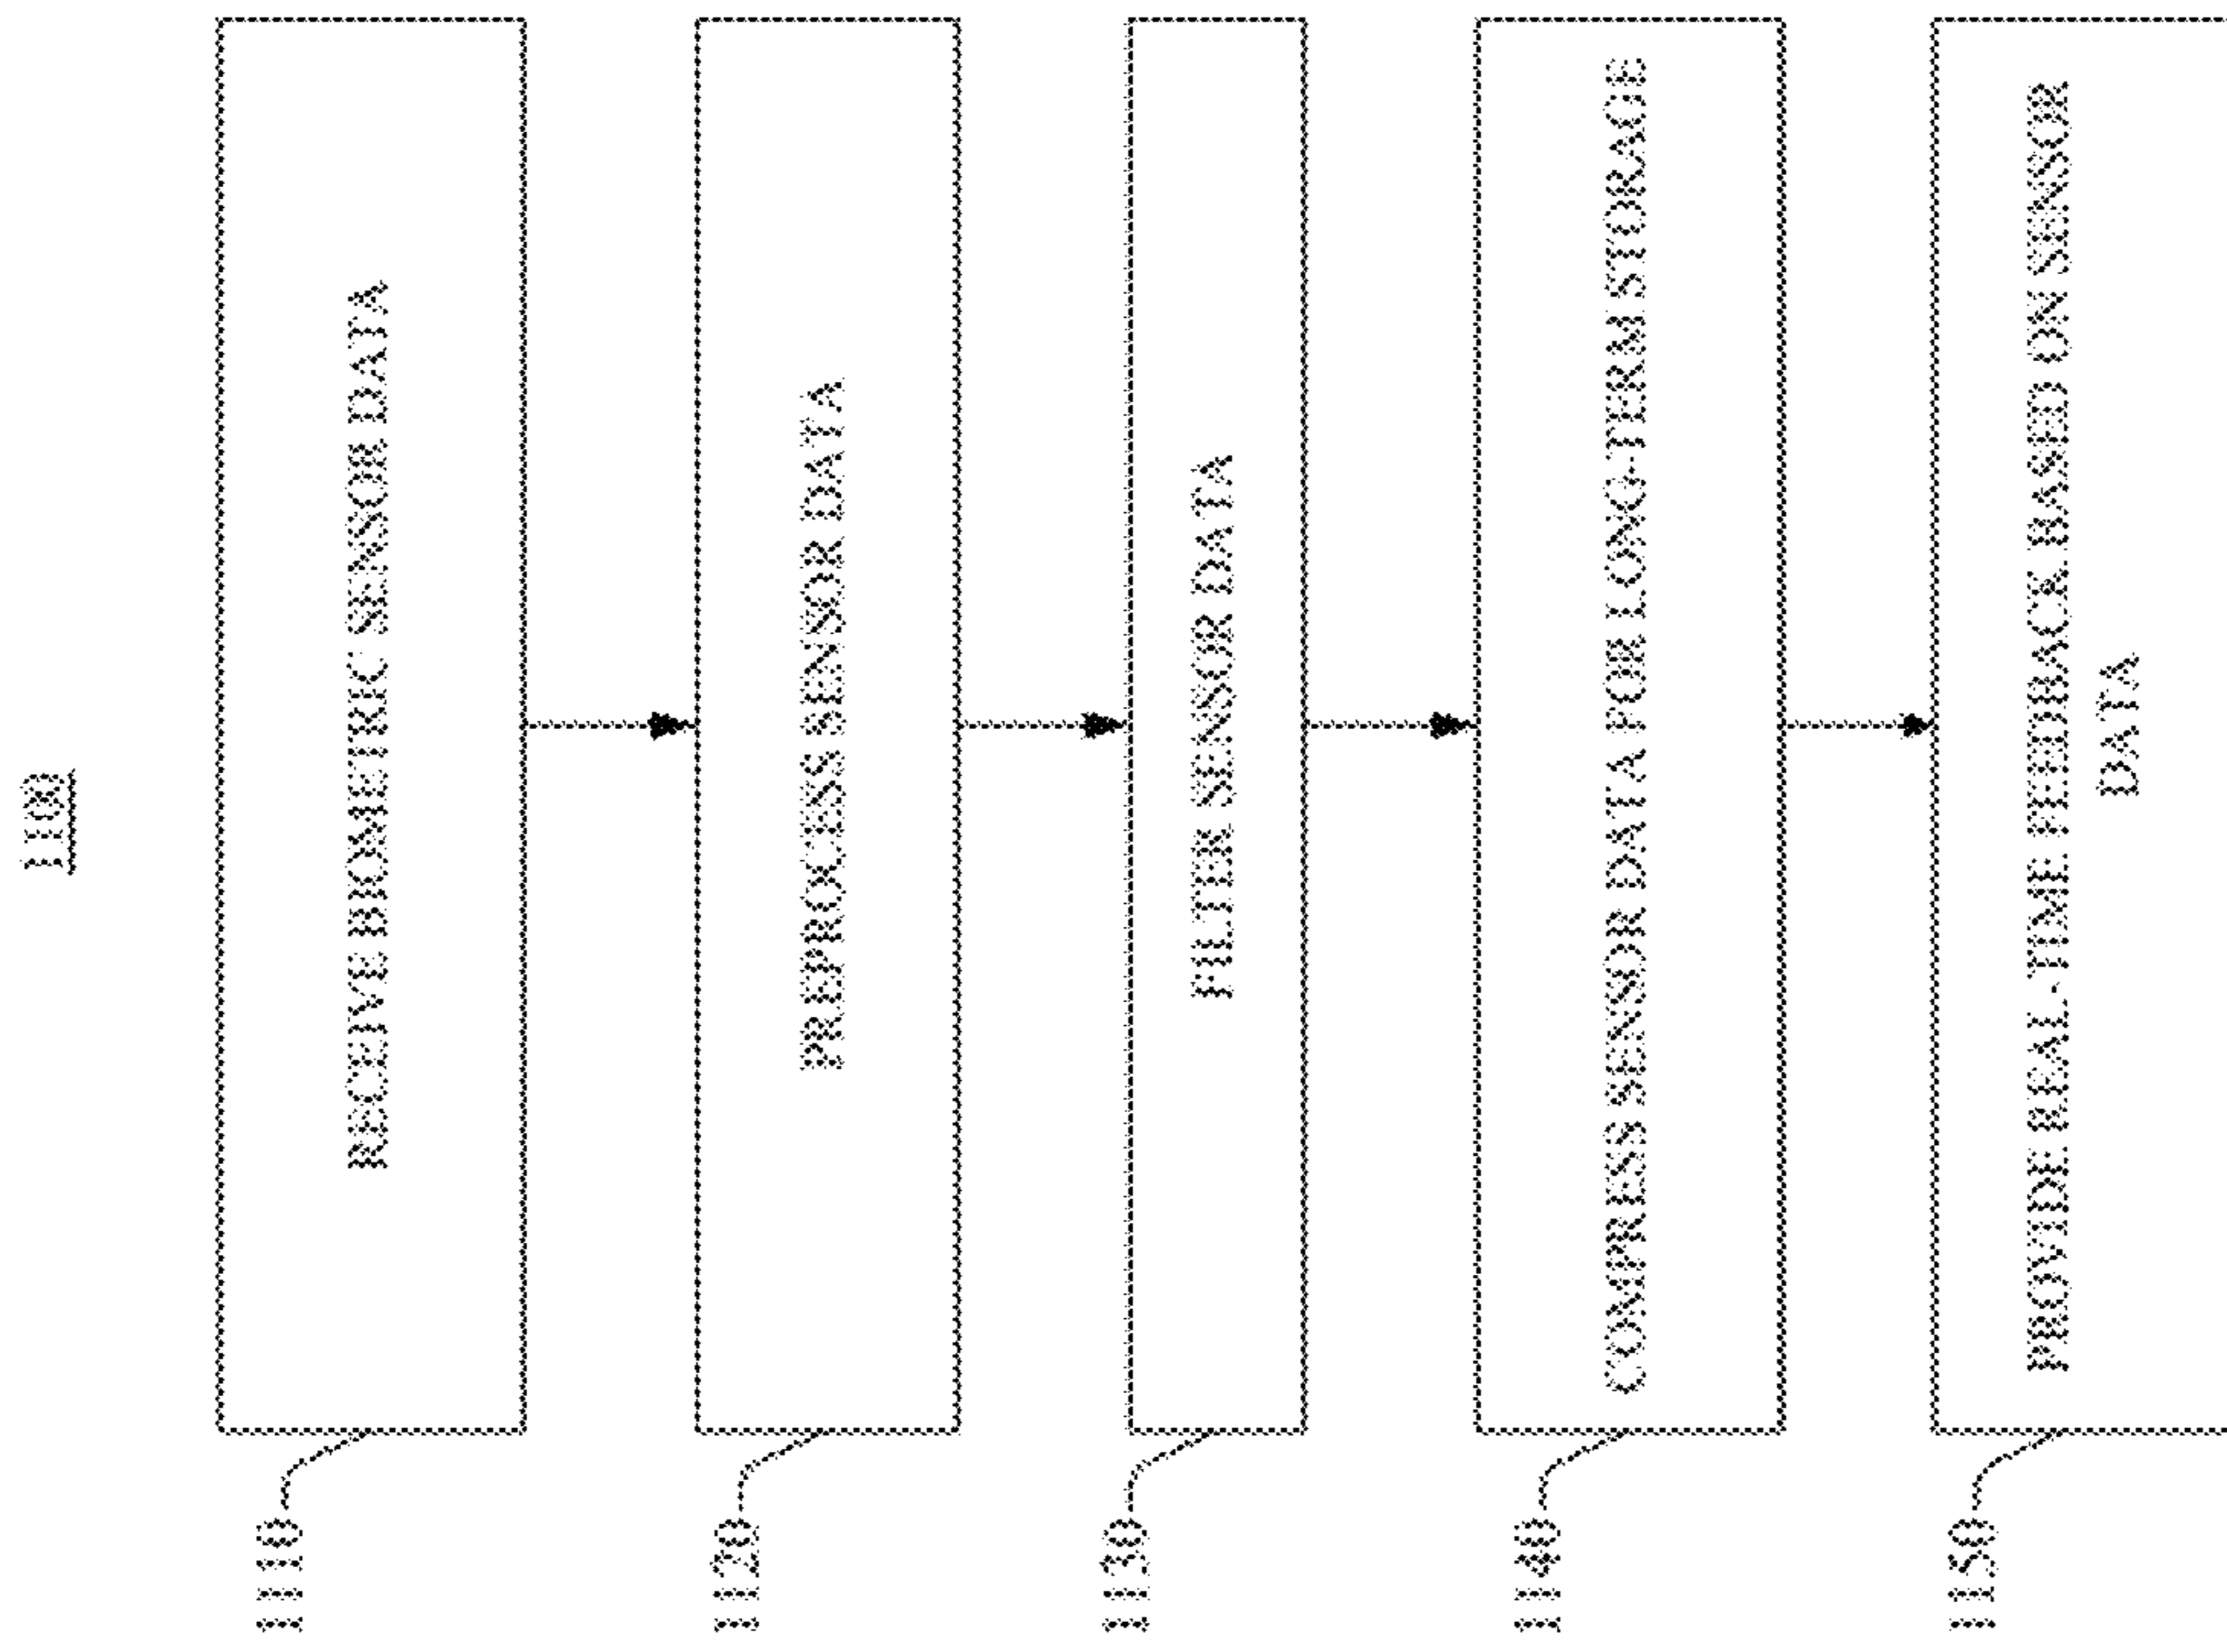 1100
1110
RECEIVE BIOMETRIC SENSOR DATA
1120
PREPROCESS SENSOR DATA
1130
FILTER SENSOR DATA
1140
COMPRESS SENSOR DATA FOR LONG-TERM STORAGE
1150
PROVIDE REAL-TIME FEEDBACK BASED ON SENSOR
DATA